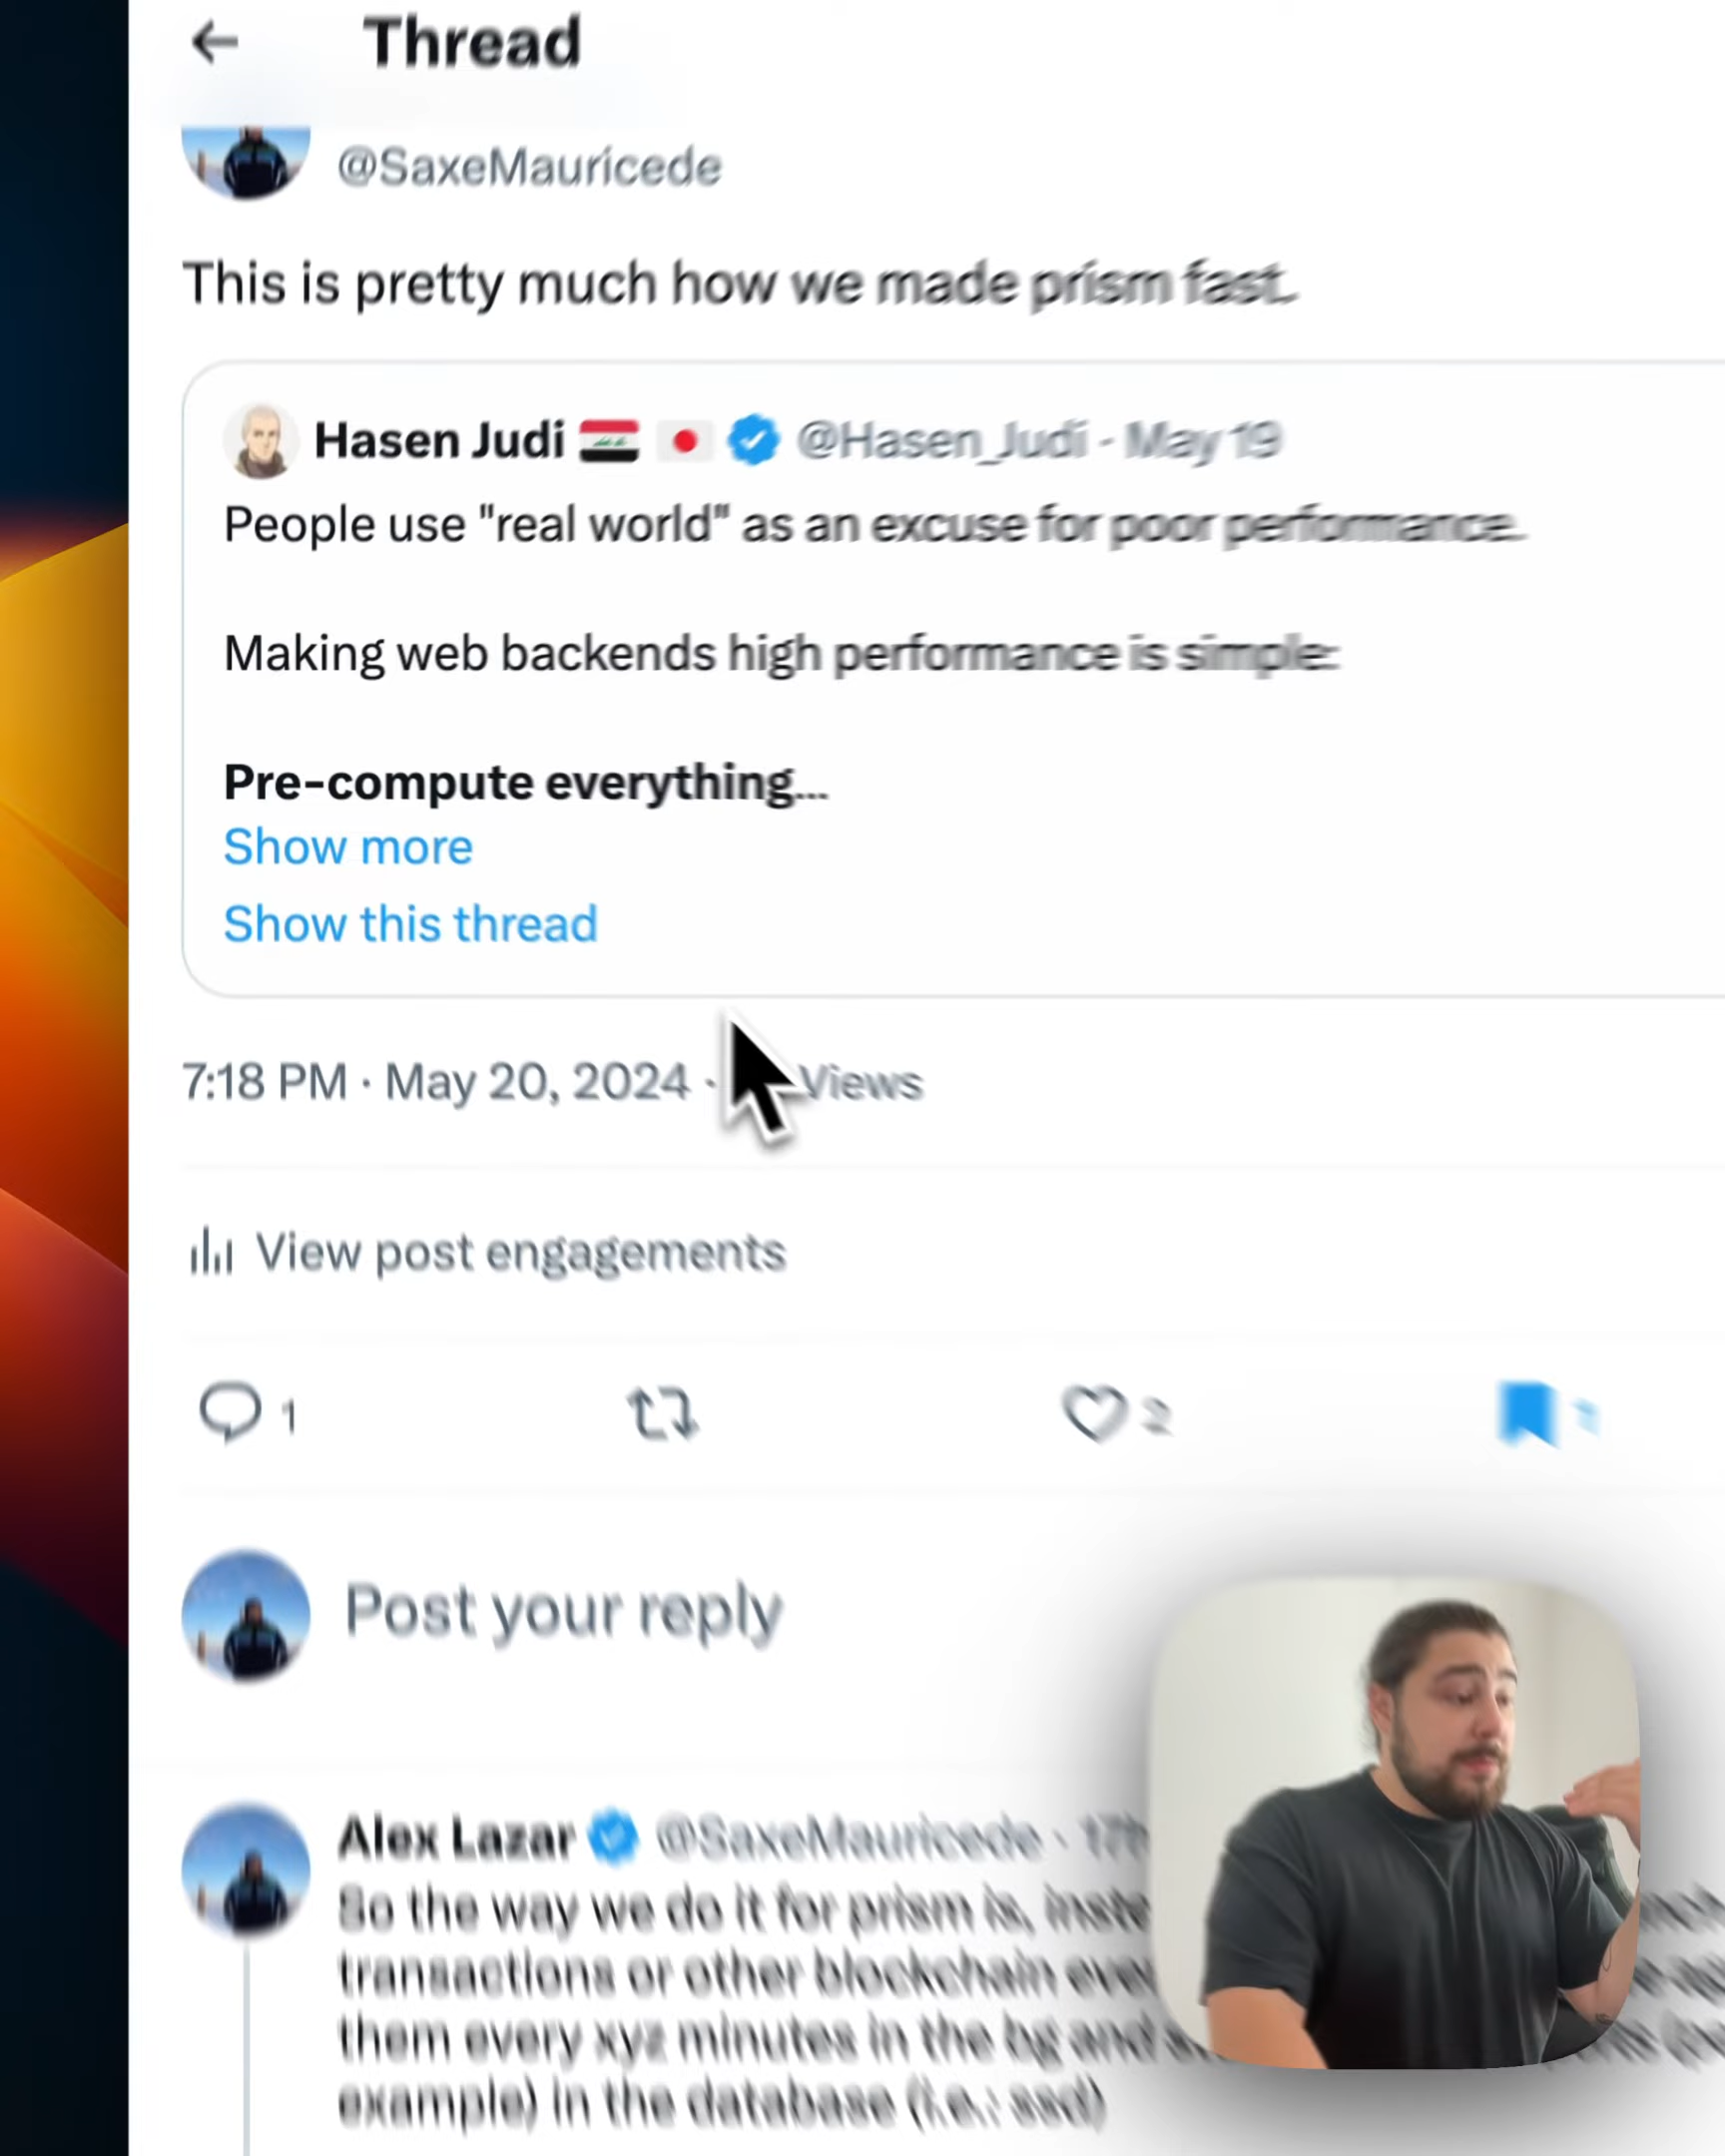 Thread
@SaxeMauricede
This is pretty much how we made prism fast.
Hasen Judi @Hasen_Judi · May 19
People use "real world" as an excuse for poor performance.
Making web backends high performance is simple:
Pre-compute everything...
Show more
Show this thread
7:18 PM · May 20, 2024 · Views
View post engagements
1
2
Post your reply
Alex Lazar @SaxeMauricede · 17h
So the way we do it for prism is,
transactions or other blockchain
them every xyz minutes in the bg and
example) in the database (i.e.: ssd)